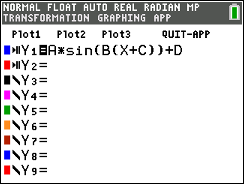 NORMAL FLOAT AUTO REAL RADIAN MP
TRANSFORMATION GRAPHING APP
Plot1 Plot2 Plot3 QUIT-APP
Y1=A*sin(B(X+C))+D
Y2=
Y3=
Y4=
Y5=
Y6=
Y7=
Y8=
Y9=